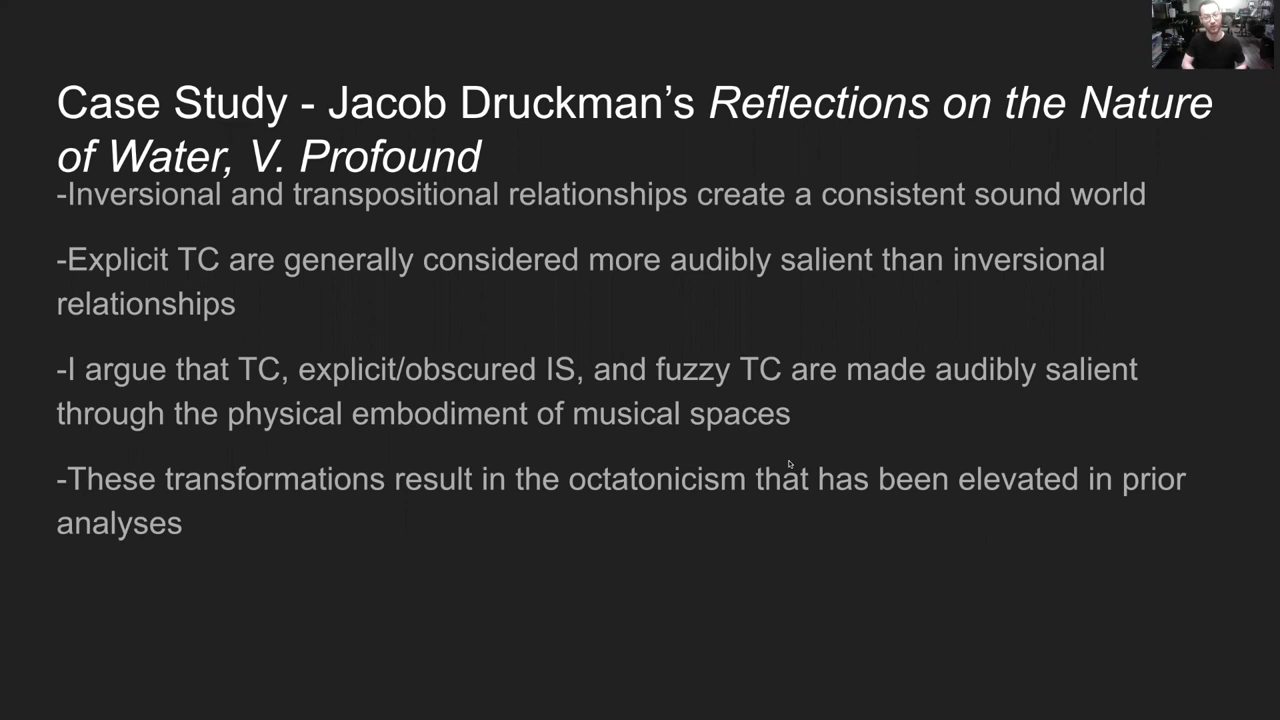 Case Study - Jacob Druckman’s Reflections on the Nature
of Water, V. Profound
-Inversional and transpositional relationships create a consistent sound world
-Explicit TC are generally considered more audibly salient than inversional
relationships
-I argue that TC, explicit/obscured IS, and fuzzy TC are made audibly salient
through the physical embodiment of musical spaces
-These transformations result in the octatonicism that has been elevated in prior
analyses